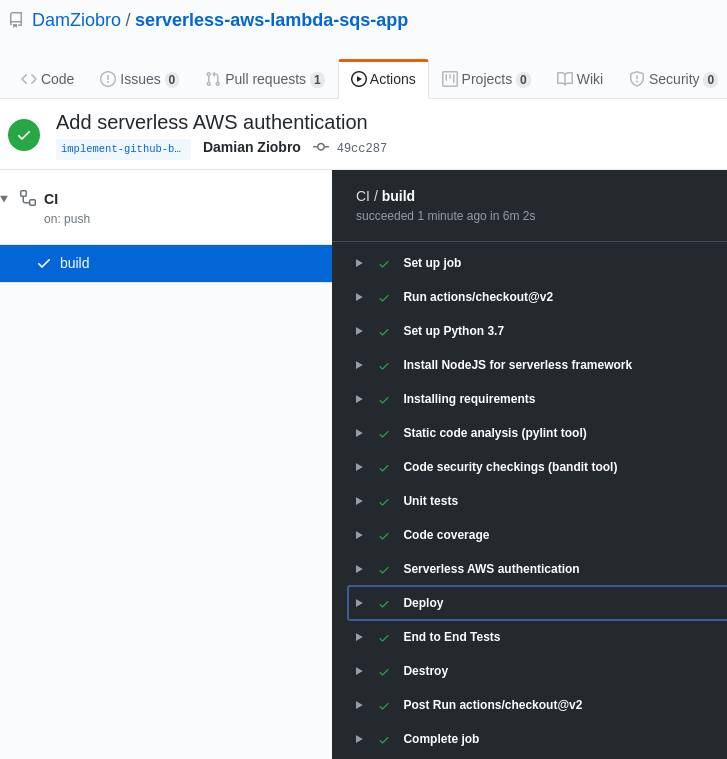 DamZiobro / serverless-aws-lambda-sqs-app
Code Issues 0 Pull requests 1 Actions Projects 0 Wiki Security 0
Add serverless AWS authentication
implement-github-b… Damian Ziobro 49cc287
CI
on: push
build
CI / build
succeeded 1 minute ago in 6m 2s
Set up job
Run actions/checkout@v2
Set up Python 3.7
Install NodeJS for serverless framework
Installing requirements
Static code analysis (pylint tool)
Code security checkings (bandit tool)
Unit tests
Code coverage
Serverless AWS authentication
Deploy
End to End Tests
Destroy
Post Run actions/checkout@v2
Complete job